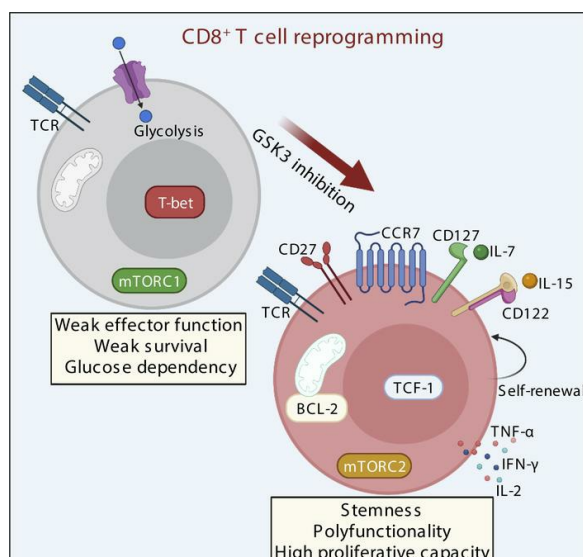 CD8⁺ T cell reprogramming
TCR
Glycolysis
T-bet
mTORC1
GSK3 inhibition
Weak effector function
Weak survival
Glucose dependency
CD27
CCR7
CD127
IL-7
IL-15
CD122
TCR
TCF-1
BCL-2
Self-renewal
mTORC2
TNF-α
IFN-γ
IL-2
Stemness
Polyfunctionality
High proliferative capacity